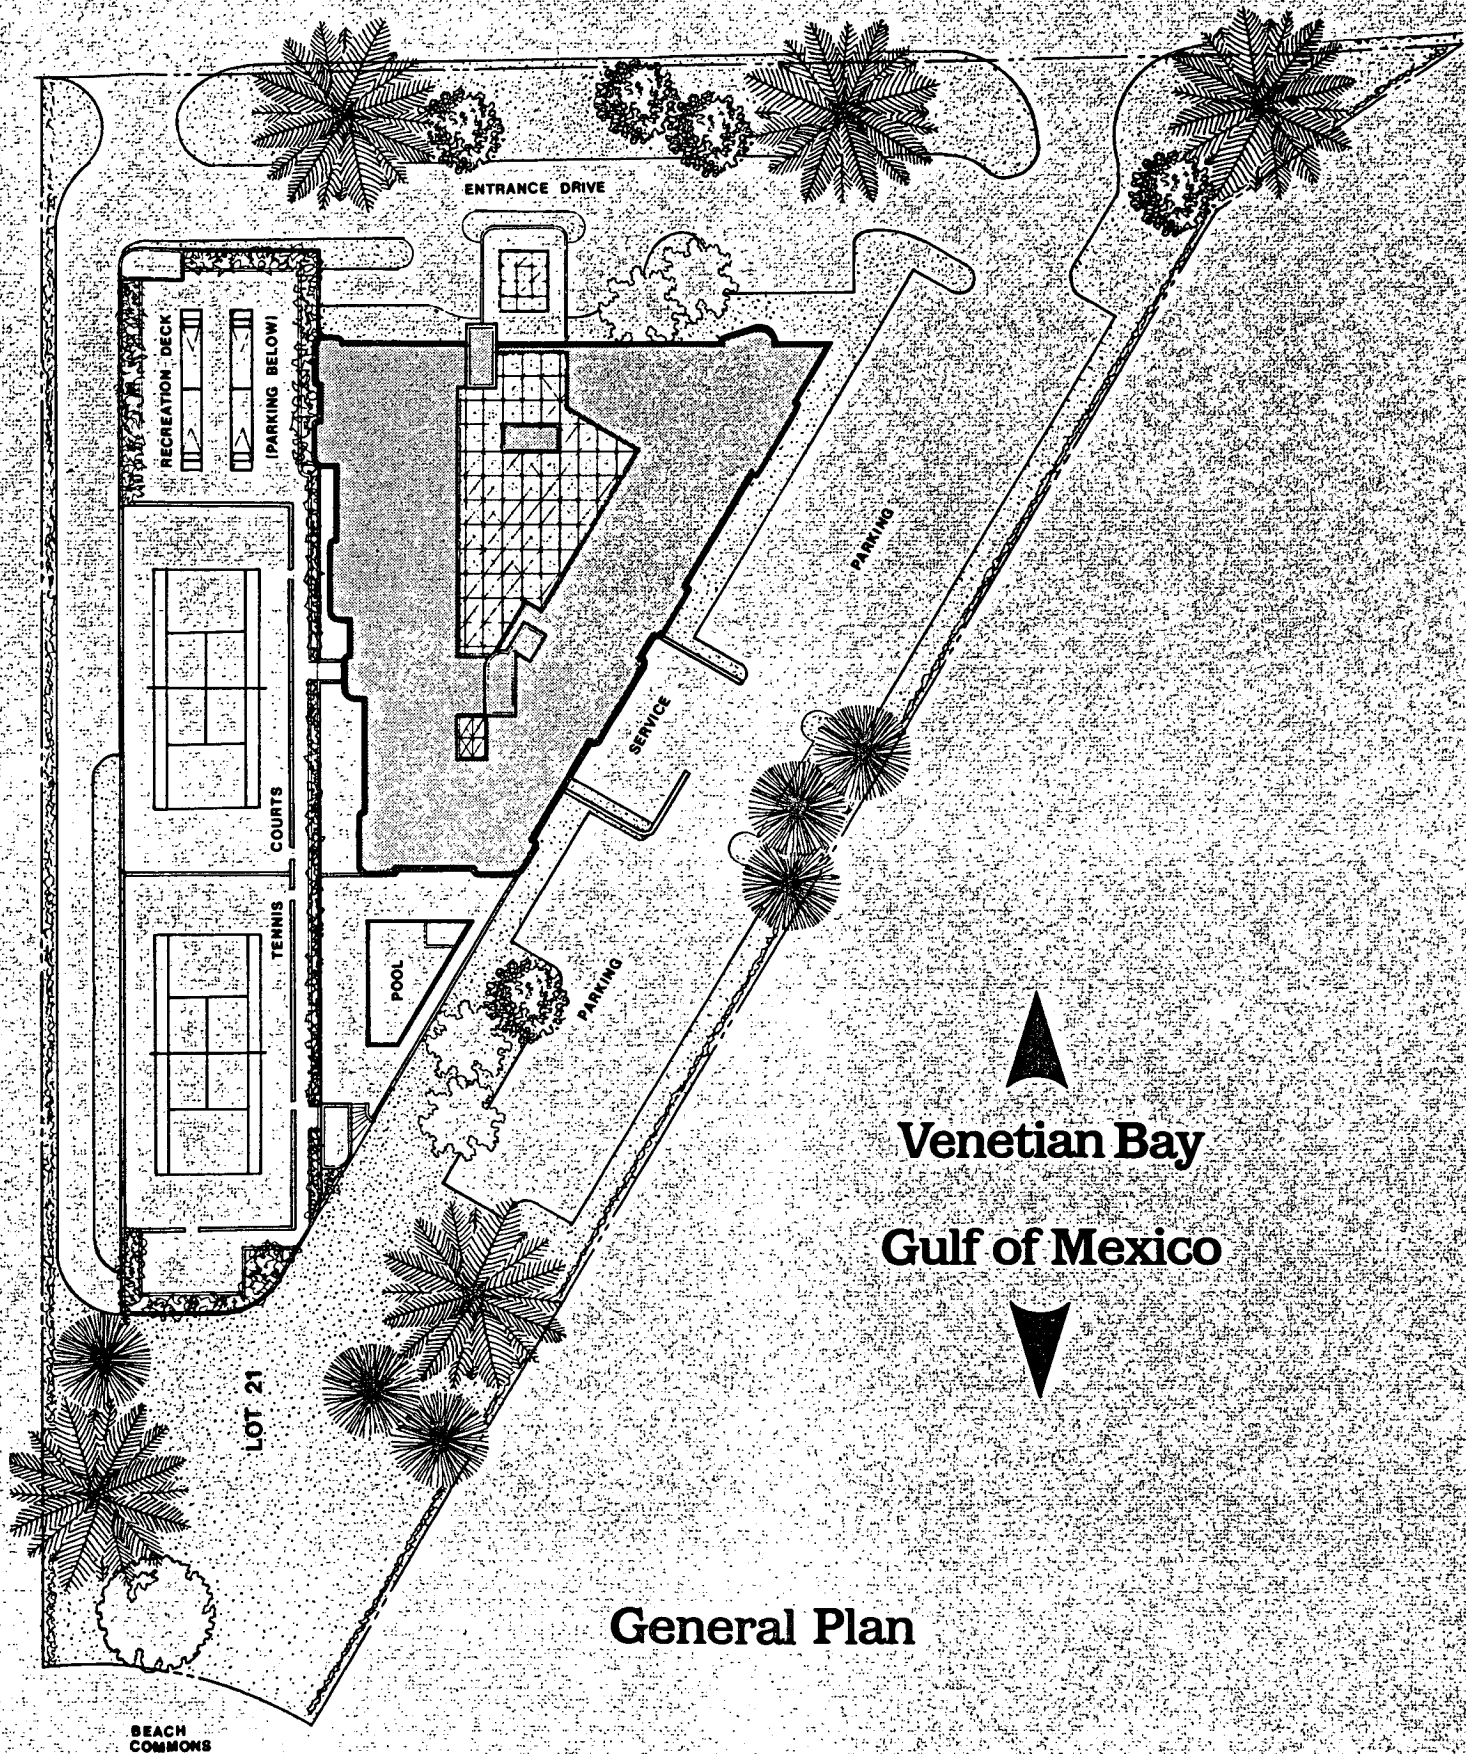 ENTRANCE DRIVE
RECREATION DECK
(PARKING BELOW)
PARKING
SERVICE
COURTS
TENNIS
POOL
PARKING
Venetian Bay
Gulf of Mexico
LOT 21
General Plan
BEACH
COMMONS